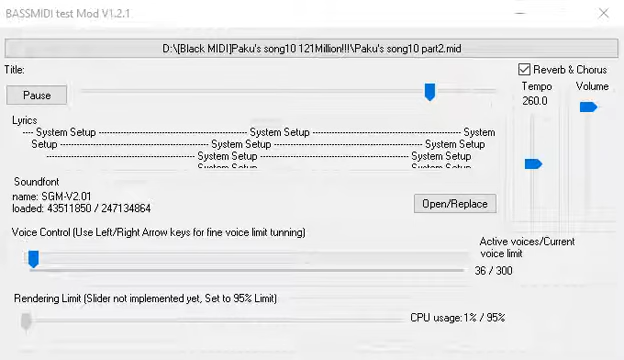 BASSMIDI test Mod V1.2.1
D:\[Black MIDI]Paku's song10 121Million!!!\Paku's song10 part2.mid
Title:
Reverb & Chorus
Pause
Tempo
Volume
260.0
Lyrics
--- System Setup ---------------------------------- System Setup ---------------------------------- System
Setup ---------------------------------- System Setup ---------------------------------- System Setup
---------------------------------- System Setup ---------------------------------- System Setup
System Setup ---------------------------------- System Setup
Soundfont
name: SGM-V2.01
loaded: 43511850 / 247134864
Open/Replace
Voice Control (Use Left/Right Arrow keys for fine voice limit tunning)
Active voices/Current
voice limit
36 / 300
Rendering Limit (Slider not implemented yet, Set to 95% Limit)
CPU usage: 1% / 95%